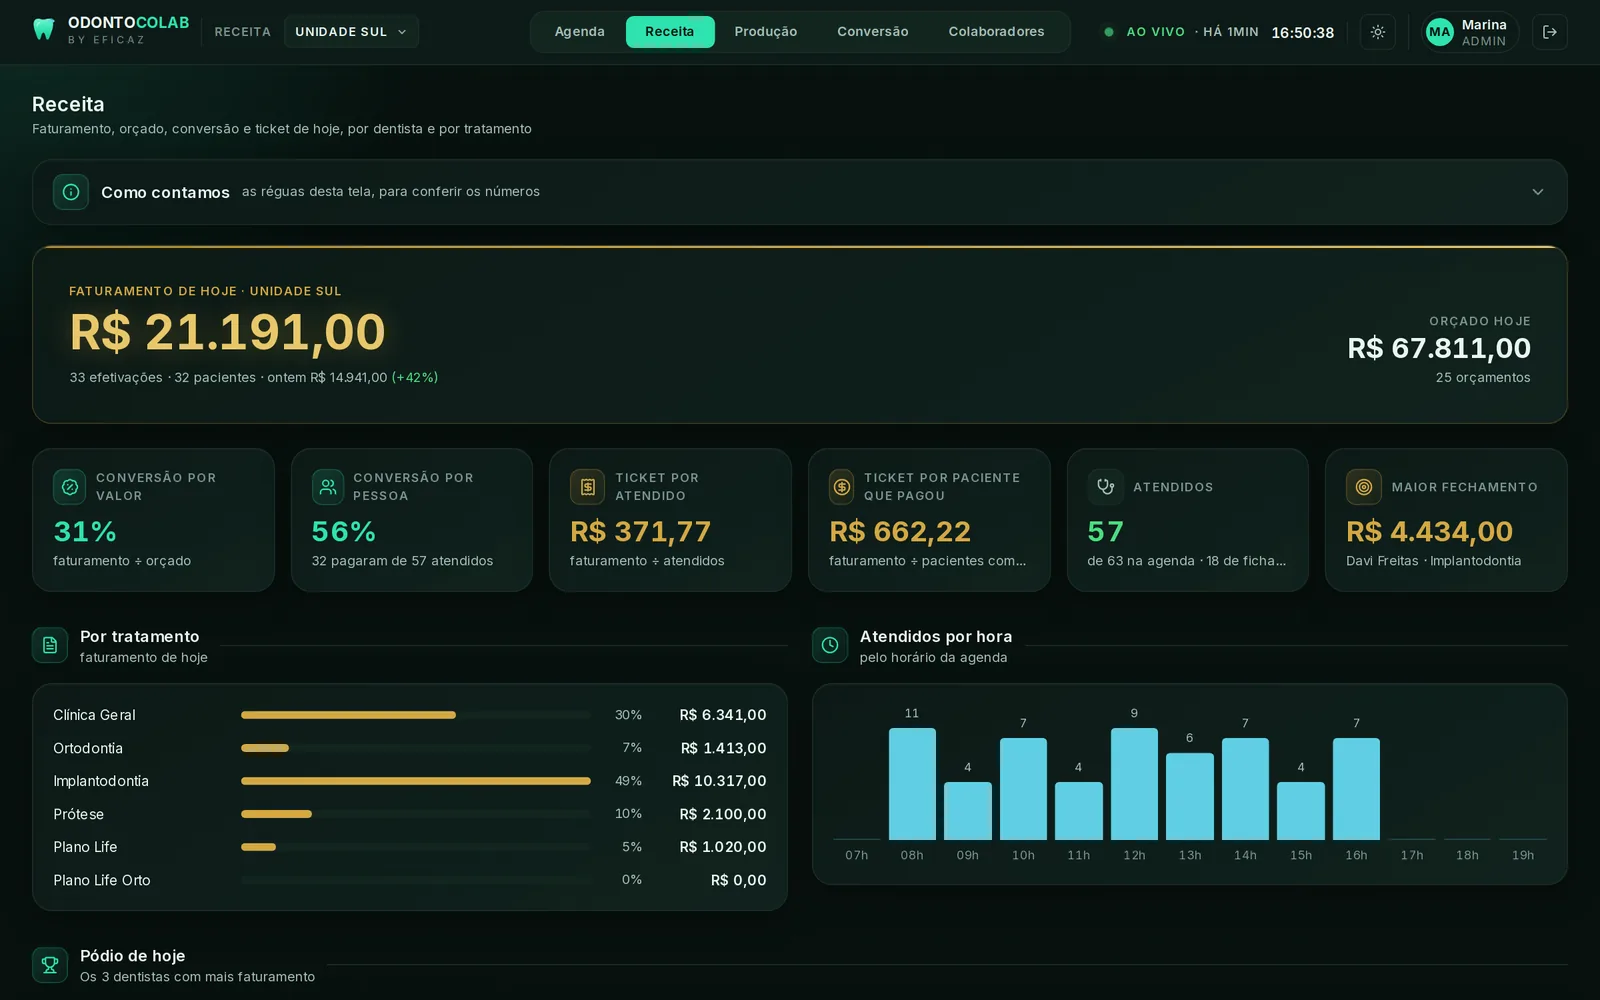 ODONTOCOLAB
BY EFICAZ
RECEITA
UNIDADE SUL
Agenda
Receita
Produção
Conversão
Colaboradores
AO VIVO · HÁ 1MIN
16:50:38
MA
Marina
ADMIN
Receita
Faturamento, orçado, conversão e ticket de hoje, por dentista e por tratamento
Como contamos as réguas desta tela, para conferir os números
FATURAMENTO DE HOJE · UNIDADE SUL
R$ 21.191,00
33 efetivações · 32 pacientes · ontem R$ 14.941,00 (+42%)
ORÇADO HOJE
R$ 67.811,00
25 orçamentos
CONVERSÃO POR
VALOR
31%
faturamento ÷ orçado
CONVERSÃO POR
PESSOA
56%
32 pagaram de 57 atendidos
TICKET POR
ATENDIDO
R$ 371,77
faturamento ÷ atendidos
TICKET POR PACIENTE
QUE PAGOU
R$ 662,22
faturamento ÷ pacientes com...
ATENDIDOS
57
de 63 na agenda · 18 de ficha...
MAIOR FECHAMENTO
R$ 4.434,00
Davi Freitas · Implantodontia
Por tratamento
faturamento de hoje
Clínica Geral 30% R$ 6.341,00
Ortodontia 7% R$ 1.413,00
Implantodontia 49% R$ 10.317,00
Prótese 10% R$ 2.100,00
Plano Life 5% R$ 1.020,00
Plano Life Orto 0% R$ 0,00
Atendidos por hora
pelo horário da agenda
11 4 7 4 9 6 7 4 7
07h 08h 09h 10h 11h 12h 13h 14h 15h 16h 17h 18h 19h
Pódio de hoje
Os 3 dentistas com mais faturamento